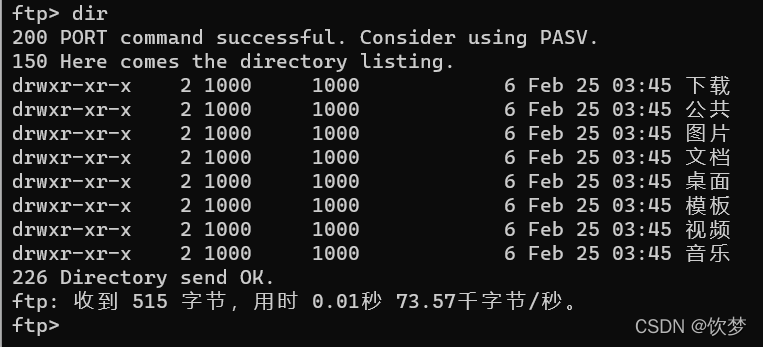 ftp> dir
200 PORT command successful. Consider using PASV.
150 Here comes the directory listing.
drwxr-xr-x    2 1000     1000            6 Feb 25 03:45 下载
drwxr-xr-x    2 1000     1000            6 Feb 25 03:45 公共
drwxr-xr-x    2 1000     1000            6 Feb 25 03:45 图片
drwxr-xr-x    2 1000     1000            6 Feb 25 03:45 文档
drwxr-xr-x    2 1000     1000            6 Feb 25 03:45 桌面
drwxr-xr-x    2 1000     1000            6 Feb 25 03:45 模板
drwxr-xr-x    2 1000     1000            6 Feb 25 03:45 视频
drwxr-xr-x    2 1000     1000            6 Feb 25 03:45 音乐
226 Directory send OK.
ftp: 收到 515 字节，用时 0.01秒 73.57千字节/秒。
ftp>
CSDN @饮梦